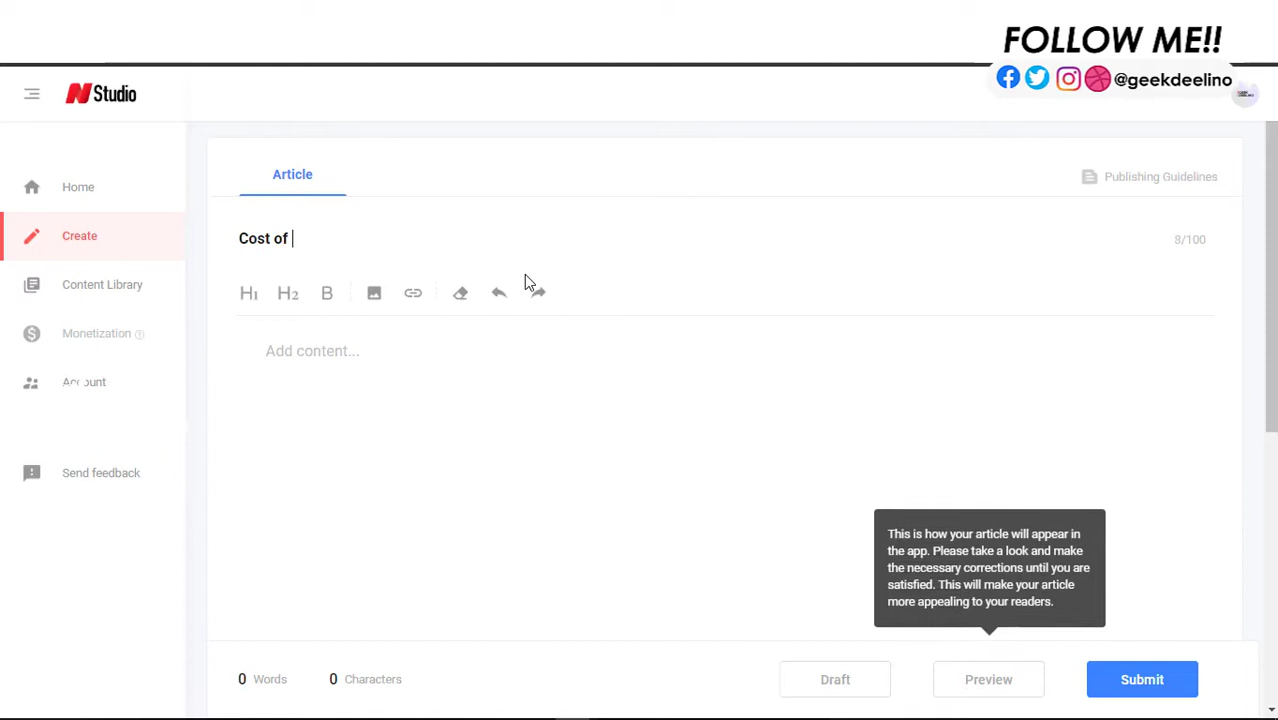 FOLLOW ME!!
@geekdeelino
N Studio
Home
Create
Content Library
Monetization
Account
Send feedback
Article
Publishing Guidelines
Cost of
8/100
H1 H2 B
Add content...
This is how your article will appear in
the app. Please take a look and make
the necessary corrections until you are
satisfied. This will make your article
more appealing to your readers.
0 Words 0 Characters
Draft
Preview
Submit